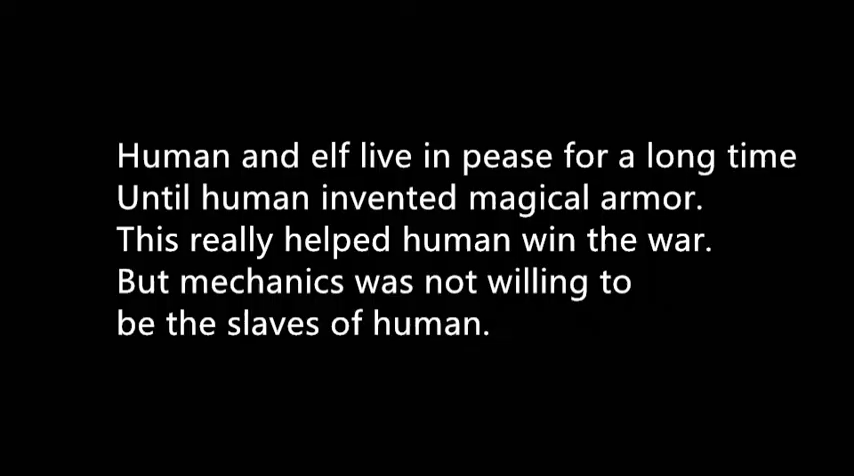 Human and elf live in pease for a long time
Until human invented magical armor.
This really helped human win the war.
But mechanics was not willing to
be the slaves of human.